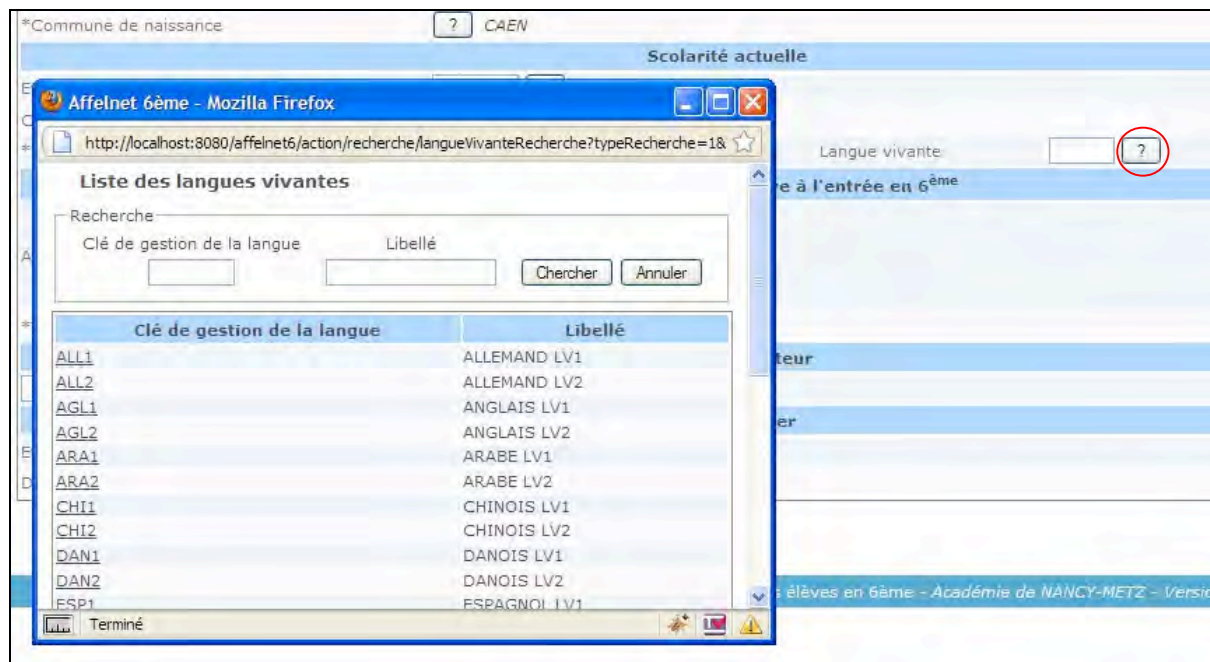 *Commune de naissance ? CAEN
Scolarité actuelle
Affelnet 6ème - Mozilla Firefox
http://localhost:8080/affelnet6/action/recherche/langueVivanteRecherche?typeRecherche=1&
Langue vivante ?
Liste des langues vivantes
e à l'entrée en 6ème
Recherche
Clé de gestion de la langue Libellé
Chercher Annuler
Clé de gestion de la langue Libellé
ALL1 ALLEMAND LV1
teur
ALL2 ALLEMAND LV2
AGL1 ANGLAIS LV1
er
AGL2 ANGLAIS LV2
ARA1 ARABE LV1
ARA2 ARABE LV2
CHI1 CHINOIS LV1
CHI2 CHINOIS LV2
DAN1 DANOIS LV1
DAN2 DANOIS LV2
s élèves en 6ème - Académie de NANCY-METZ - Versio
ESP1 ESPAGNOL LV1
Terminé